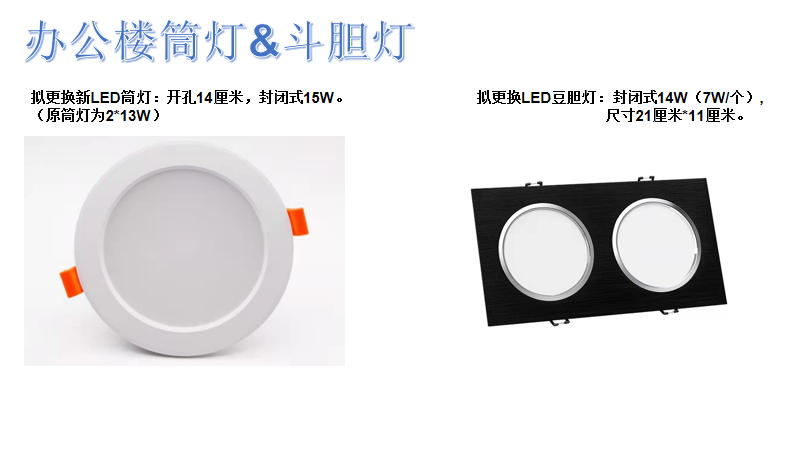 办公楼筒灯&斗胆灯
拟更换新LED筒灯：开孔14厘米，封闭式15W。
（原筒灯为2*13W）
拟更换LED豆胆灯：封闭式14W（7W/个）,
尺寸21厘米*11厘米。